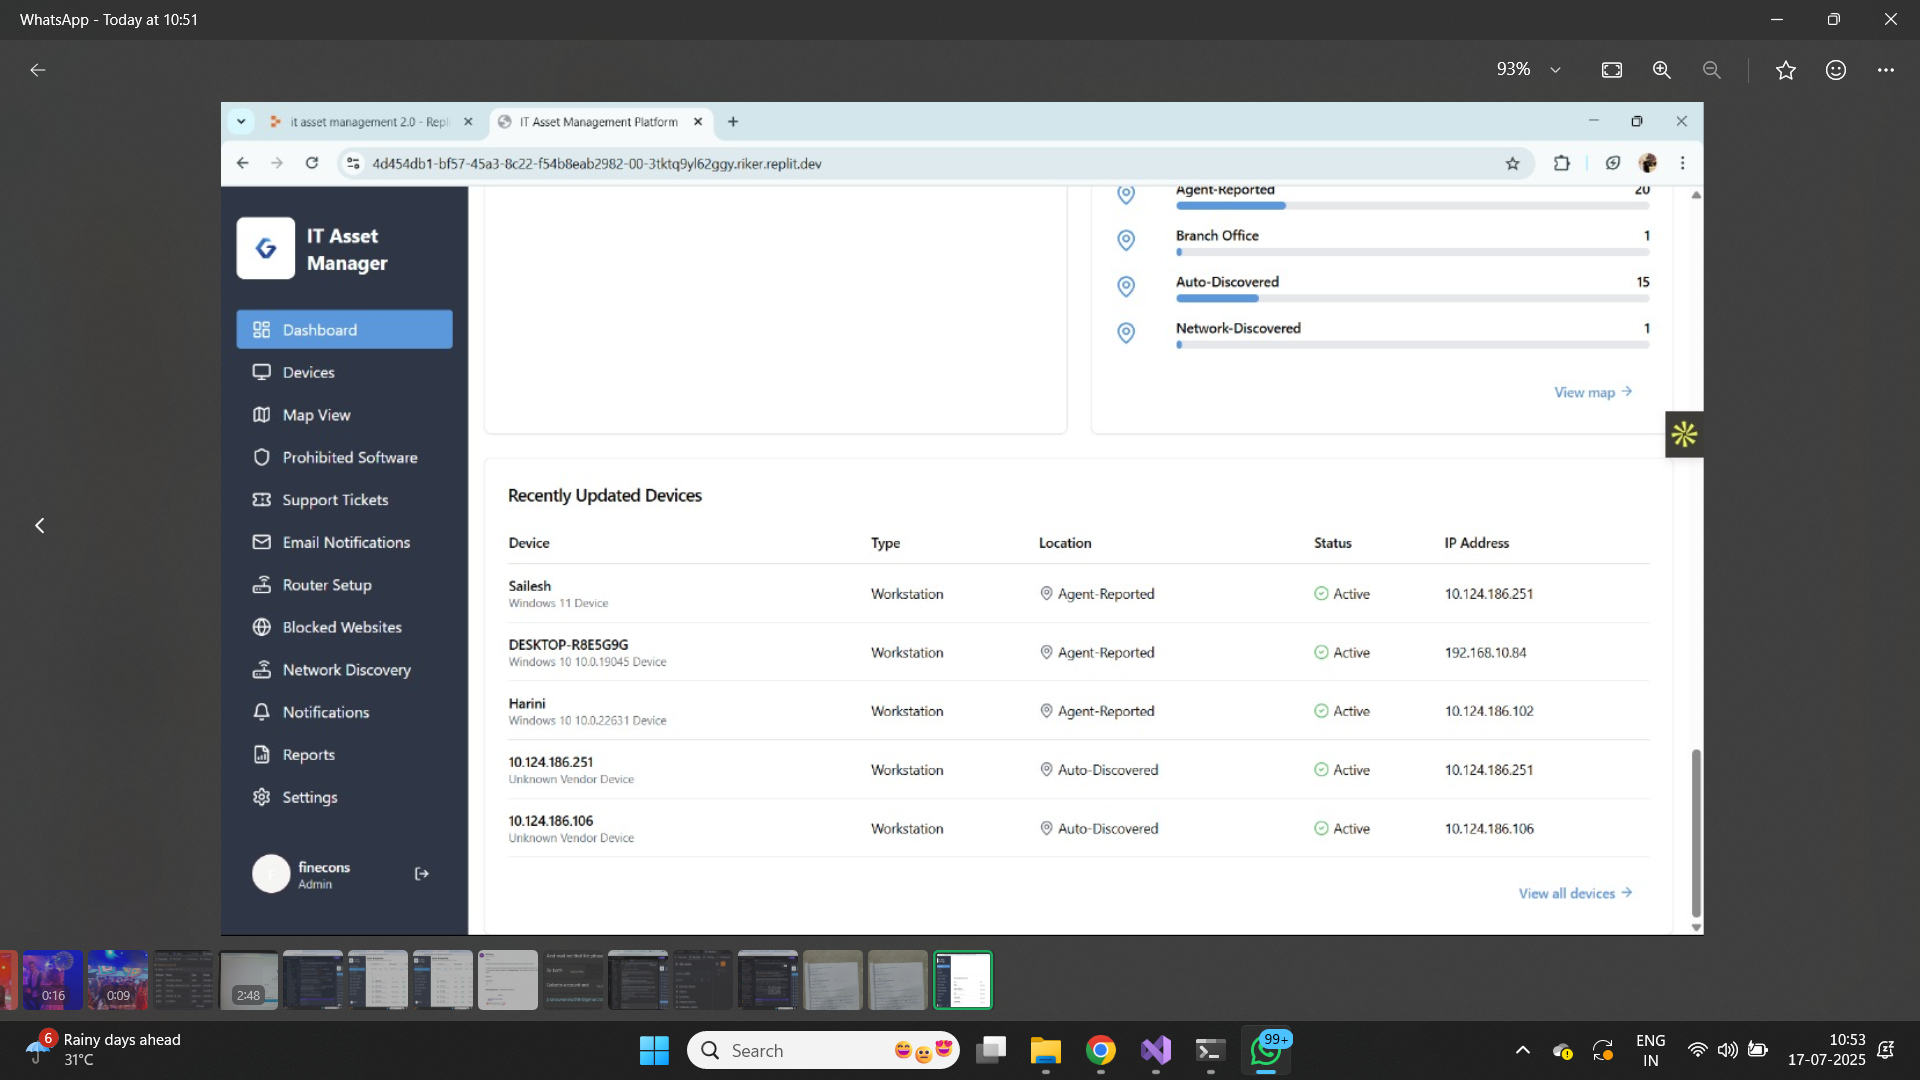 WhatsApp - Today at 10:51
93%
it asset management 2.0 - Repl
IT Asset Management Platform
4d454db1-bf57-45a3-8c22-f54b8eab2982-00-3tktq9yl62ggy.riker.replit.dev
IT Asset
Manager
Dashboard
Devices
Map View
Prohibited Software
Support Tickets
Email Notifications
Router Setup
Blocked Websites
Network Discovery
Notifications
Reports
Settings
finecons
Admin
Agent-Reported 20
Branch Office 1
Auto-Discovered 15
Network-Discovered 1
View map
Recently Updated Devices
Device Type Location Status IP Address
Sailesh
Windows 11 Device
Workstation Agent-Reported Active 10.124.186.251
DESKTOP-R8E5G9G
Windows 10 10.0.19045 Device
Workstation Agent-Reported Active 192.168.10.84
Harini
Windows 10 10.0.22631 Device
Workstation Agent-Reported Active 10.124.186.102
10.124.186.251
Unknown Vendor Device
Workstation Auto-Discovered Active 10.124.186.251
10.124.186.106
Unknown Vendor Device
Workstation Auto-Discovered Active 10.124.186.106
View all devices
0:16
0:09
2:48
6
Rainy days ahead
31°C
Search
99+
ENG
IN
10:53
17-07-2025